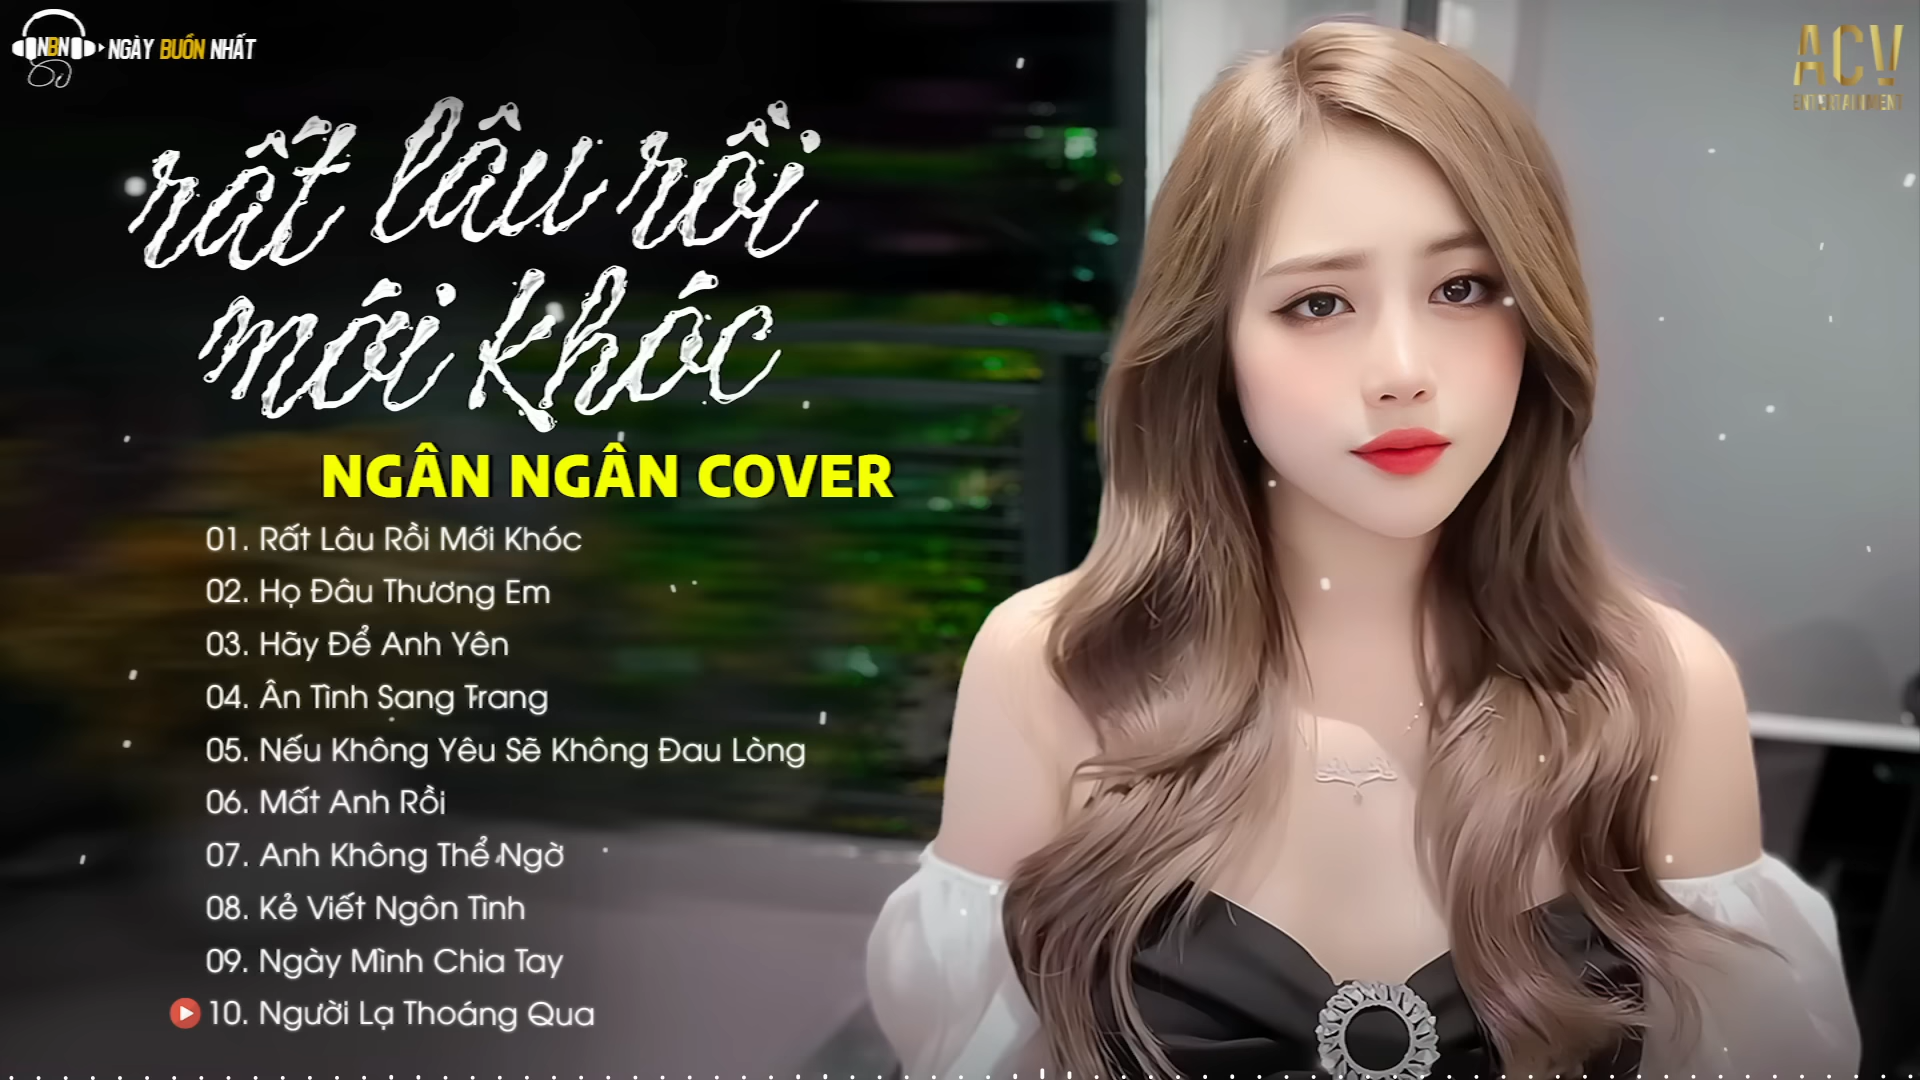 NBN NGÀY BUỒN NHẤT
ACV
ENTERTAINMENT
rất lâu rồi
mới khóc
NGÂN NGÂN COVER
01. Rất Lâu Rồi Mới Khóc
02. Họ Đâu Thương Em
03. Hãy Để Anh Yên
04. Ân Tình Sang Trang
05. Nếu Không Yêu Sẽ Không Đau Lòng
06. Mất Anh Rồi
07. Anh Không Thể Ngờ
08. Kẻ Viết Ngôn Tình
09. Ngày Mình Chia Tay
10. Người Lạ Thoáng Qua